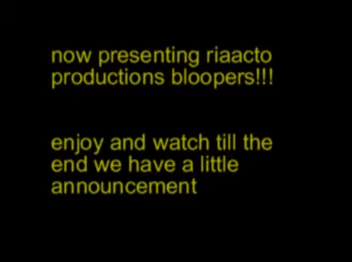 now presenting riaacto
productions bloopers!!!
enjoy and watch till the
end we have a little
announcement